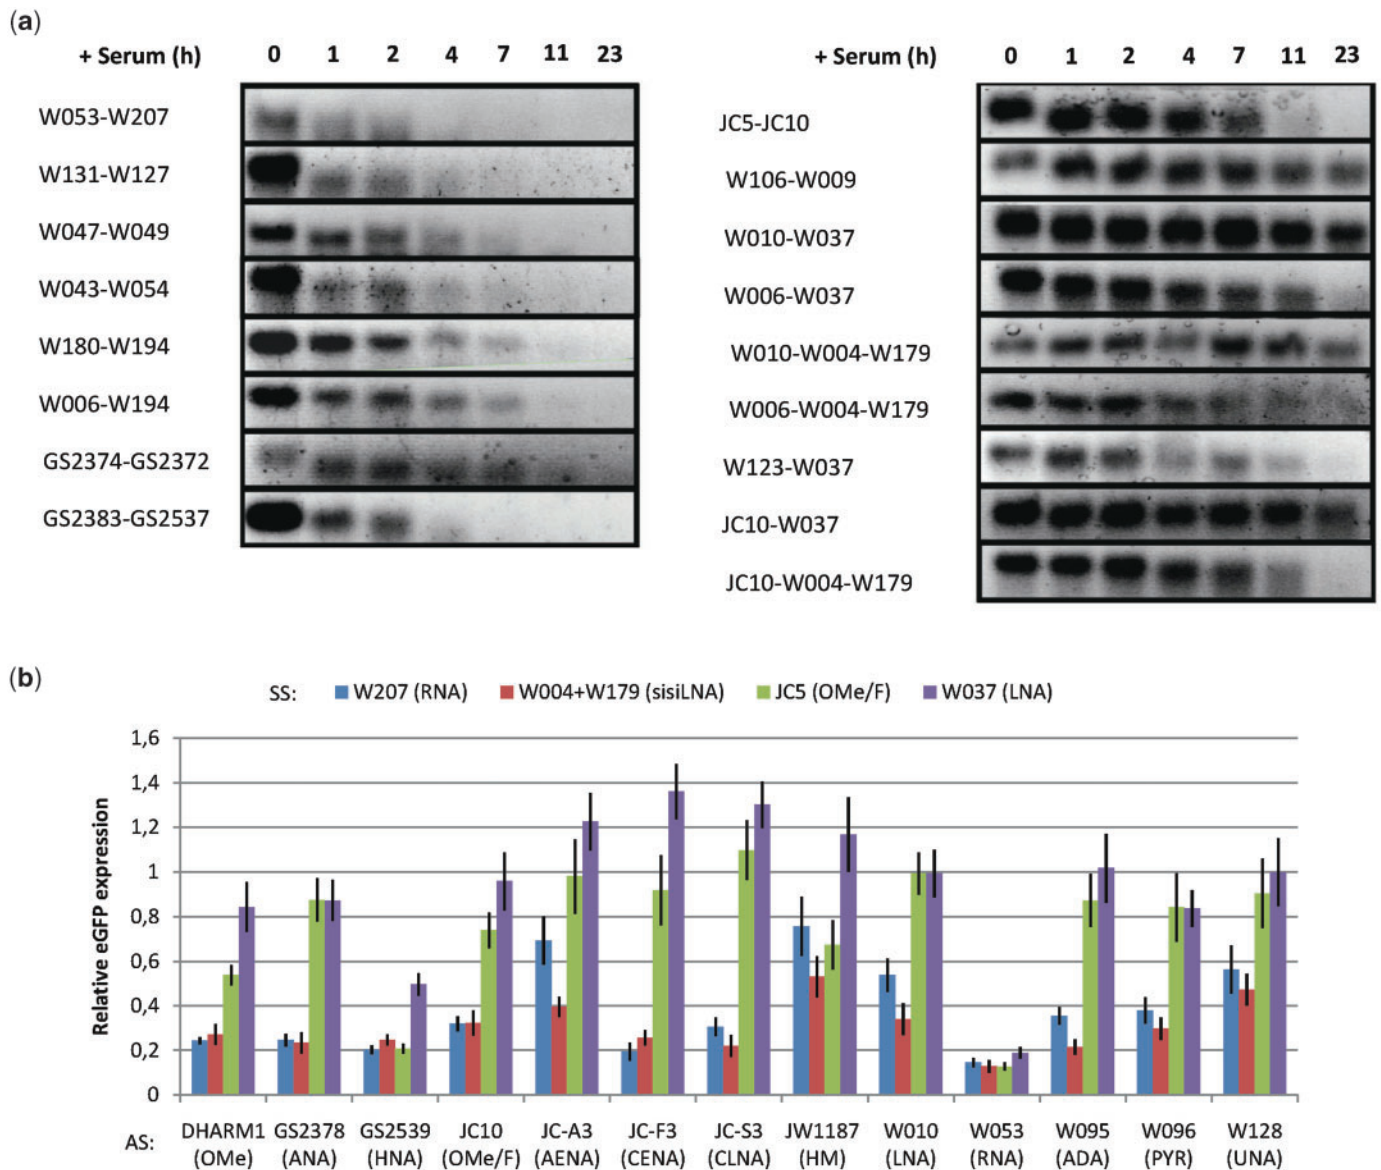 (a)
+ Serum (h) 0 1 2 4 7 11 23
W053-W207
W131-W127
W047-W049
W043-W054
W180-W194
W006-W194
GS2374-GS2372
GS2383-GS2537
+ Serum (h) 0 1 2 4 7 11 23
JC5-JC10
W106-W009
W010-W037
W006-W037
W010-W004-W179
W006-W004-W179
W123-W037
JC10-W037
JC10-W004-W179
(b)
SS: W207 (RNA) W004+W179 (sisiLNA) JC5 (OMe/F) W037 (LNA)
Relative eGFP expression
1,6
1,4
1,2
1
0,8
0,6
0,4
0,2
0
AS:
DHARM1 GS2378 GS2539 JC10 JC-A3 JC-F3 JC-S3 JW1187 W010 W053 W095 W096 W128
(OMe) (ANA) (HNA) (OMe/F) (AENA) (CENA) (CLNA) (HM) (LNA) (RNA) (ADA) (PYR) (UNA)